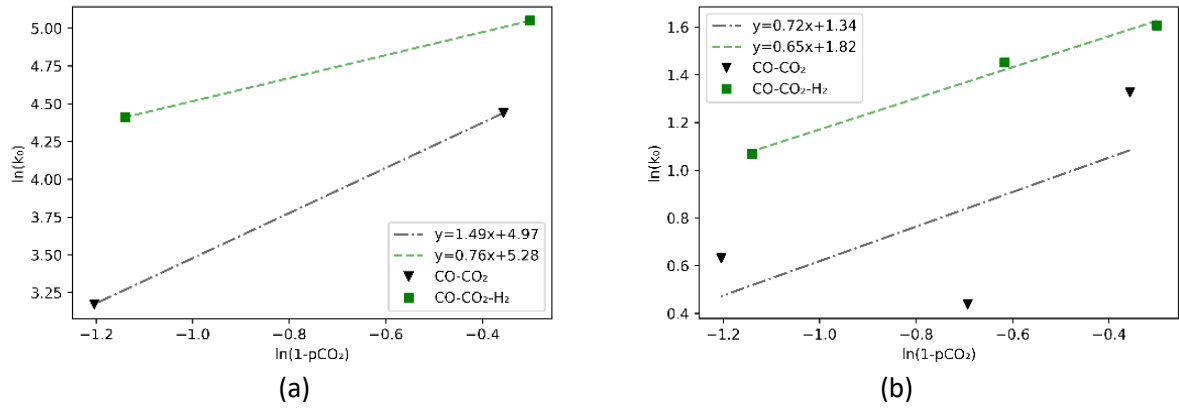 5.00
4.75
4.50
4.25
4.00
3.75
3.50
3.25
ln(k₀)
−1.2
−1.0
−0.8
−0.6
−0.4
ln(1-pCO₂)
y=1.49x+4.97
y=0.76x+5.28
CO-CO₂
CO-CO₂-H₂
(a)
1.6
1.4
1.2
1.0
0.8
0.6
0.4
ln(k₀)
−1.2
−1.0
−0.8
−0.6
−0.4
ln(1-pCO₂)
y=0.72x+1.34
y=0.65x+1.82
CO-CO₂
CO-CO₂-H₂
(b)